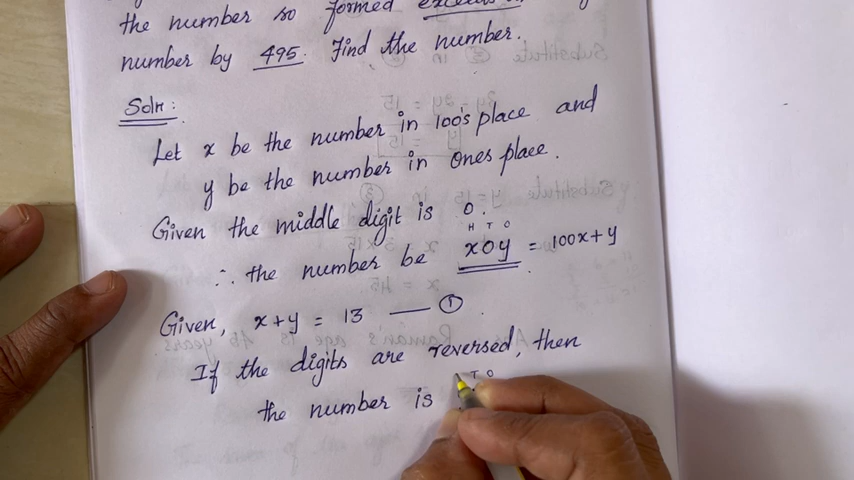 the number so formed exceeds
number by 495. Find the number.
Soln:
Let x be the number in 100's place and
y be the number in Ones place.
Given the middle digit is 0.
H T O
∴ the number be x0y = 100x+y
Given, x+y = 13 — ①
If the digits are reversed, then
T O
the number is